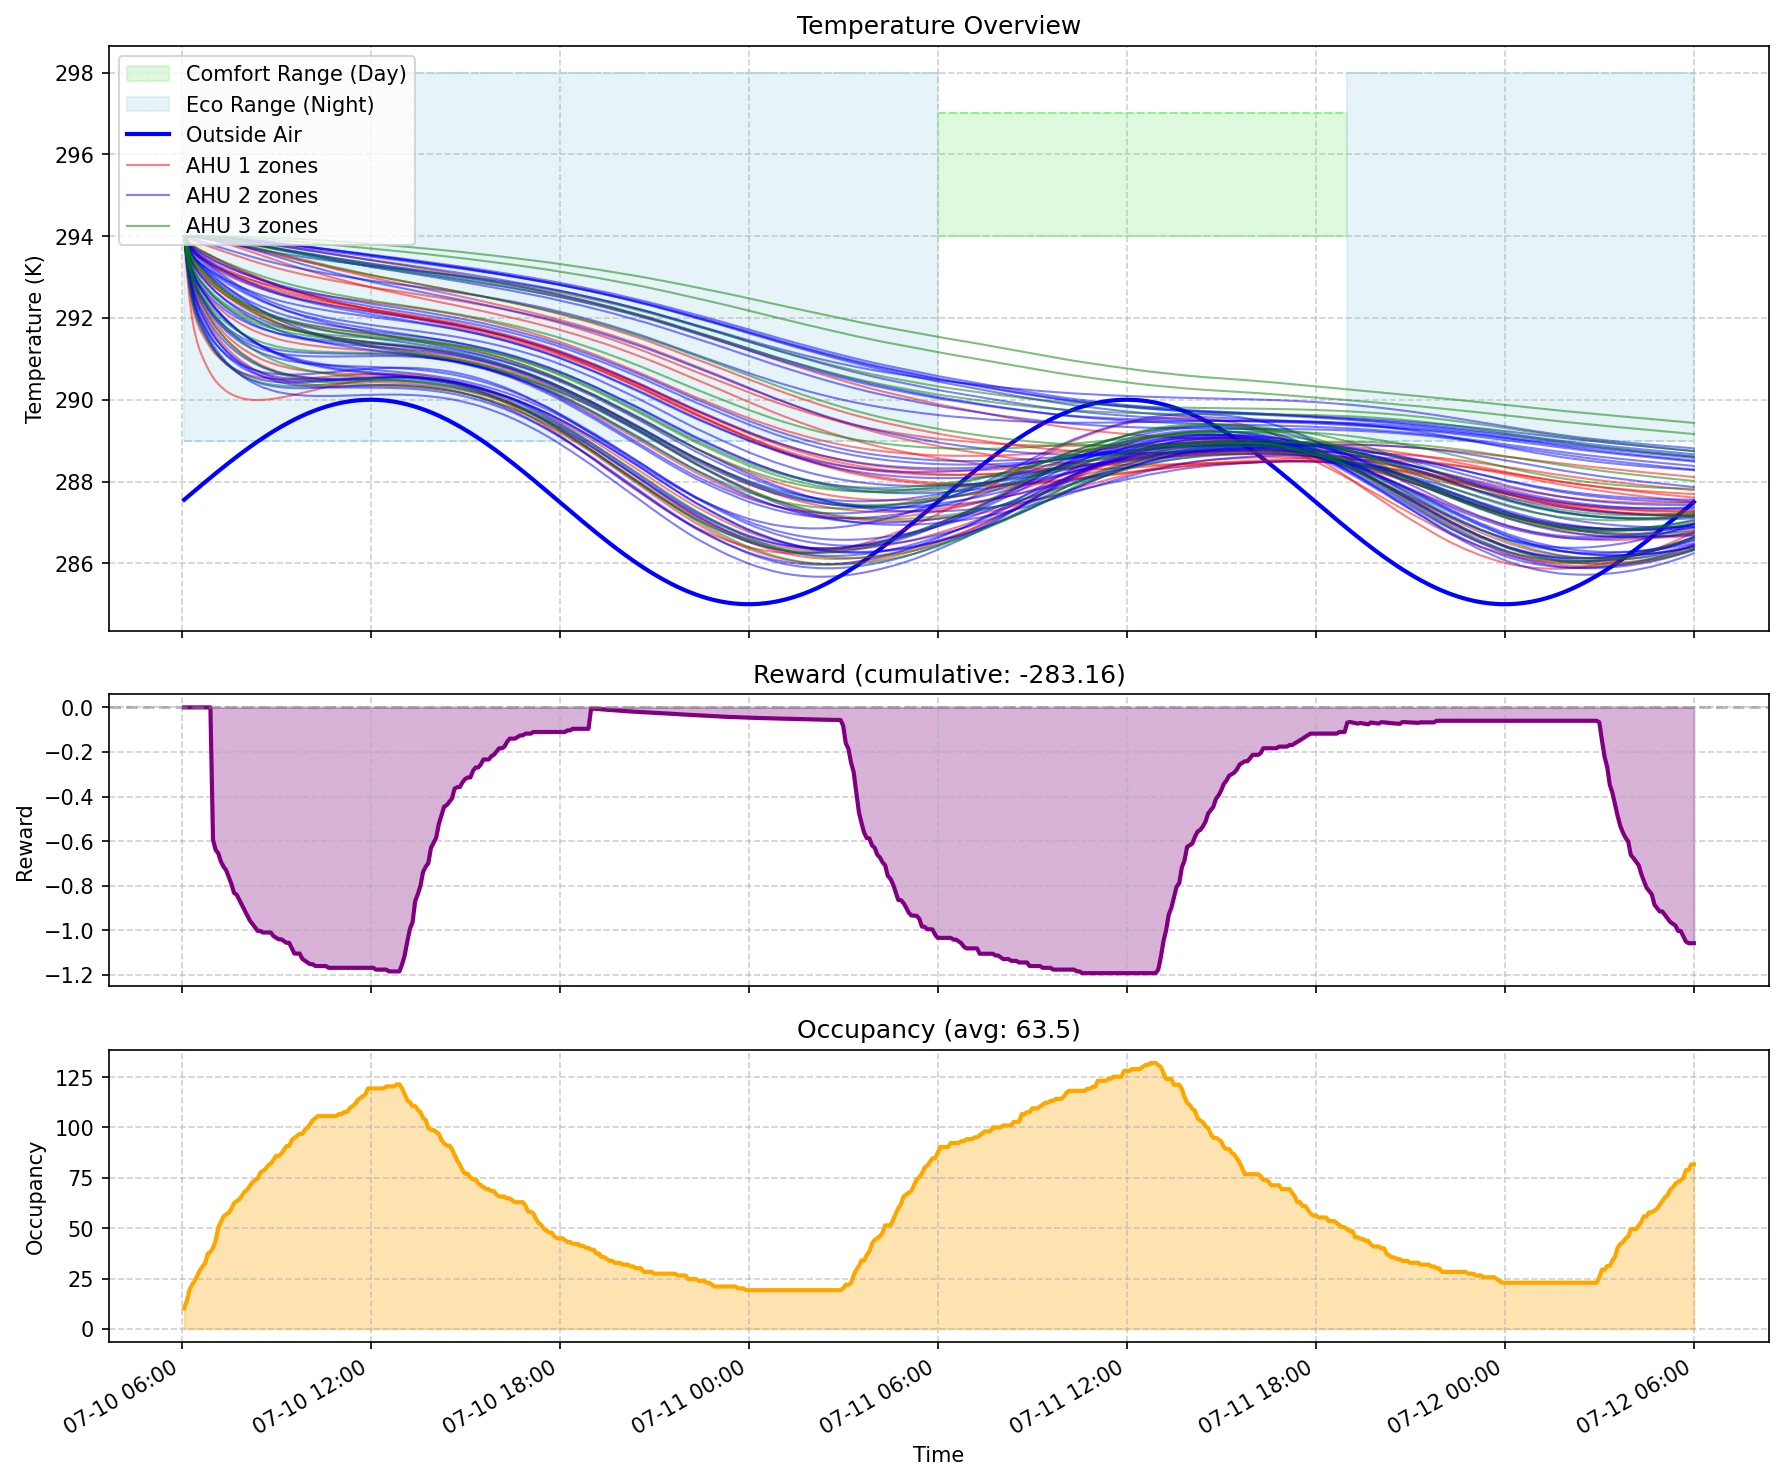 Temperature Overview
298
296
294
292
290
288
286
Temperature (K)
Comfort Range (Day)
Eco Range (Night)
Outside Air
AHU 1 zones
AHU 2 zones
AHU 3 zones
Reward (cumulative: -283.16)
0.0
−0.2
−0.4
−0.6
−0.8
−1.0
−1.2
Reward
Occupancy (avg: 63.5)
125
100
75
50
25
0
Occupancy
07-10 06:00
07-10 12:00
07-10 18:00
07-11 00:00
07-11 06:00
07-11 12:00
07-11 18:00
07-12 00:00
07-12 06:00
Time